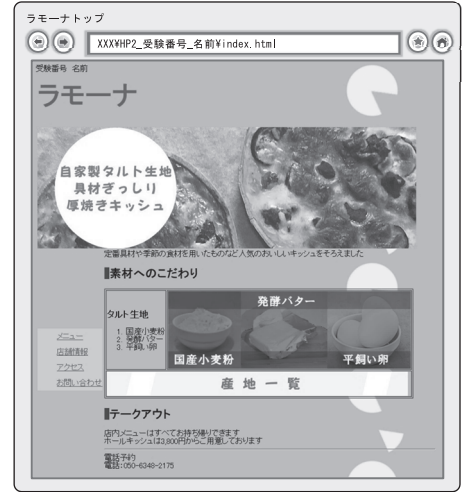 ラモーナトップ
XXX¥HP2_受験番号_名前¥index.html
受験番号 名前
ラモーナ
自家製タルト生地
具材ぎっしり
厚焼きキッシュ
定番具材や季節の食材を用いたものなど人気のおいしいキッシュをそろえました
素材へのこだわり
タルト生地
1. 国産小麦粉
2. 発酵バター
3. 平飼い卵
発酵バター
国産小麦粉
平飼い卵
産地一覧
メニュー
店舗情報
アクセス
お問い合わせ
テークアウト
店内メニューはすべてお持ち帰りできます
ホールキッシュは3,800円からご用意しております
電話予約
電話:050-6348-2175